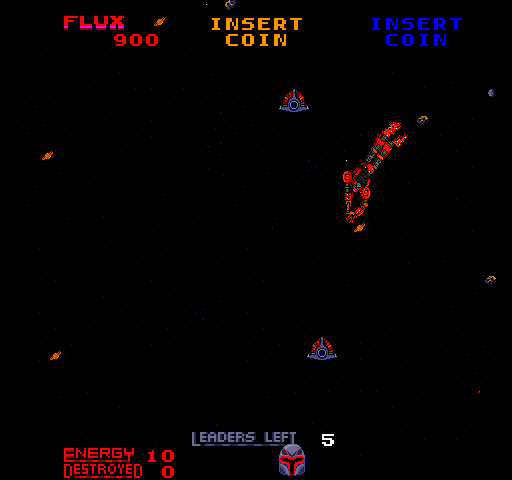 FLUX
900
INSERT
COIN
INSERT
COIN
LEADERS LEFT 5
ENERGY 10
DESTROYED 0